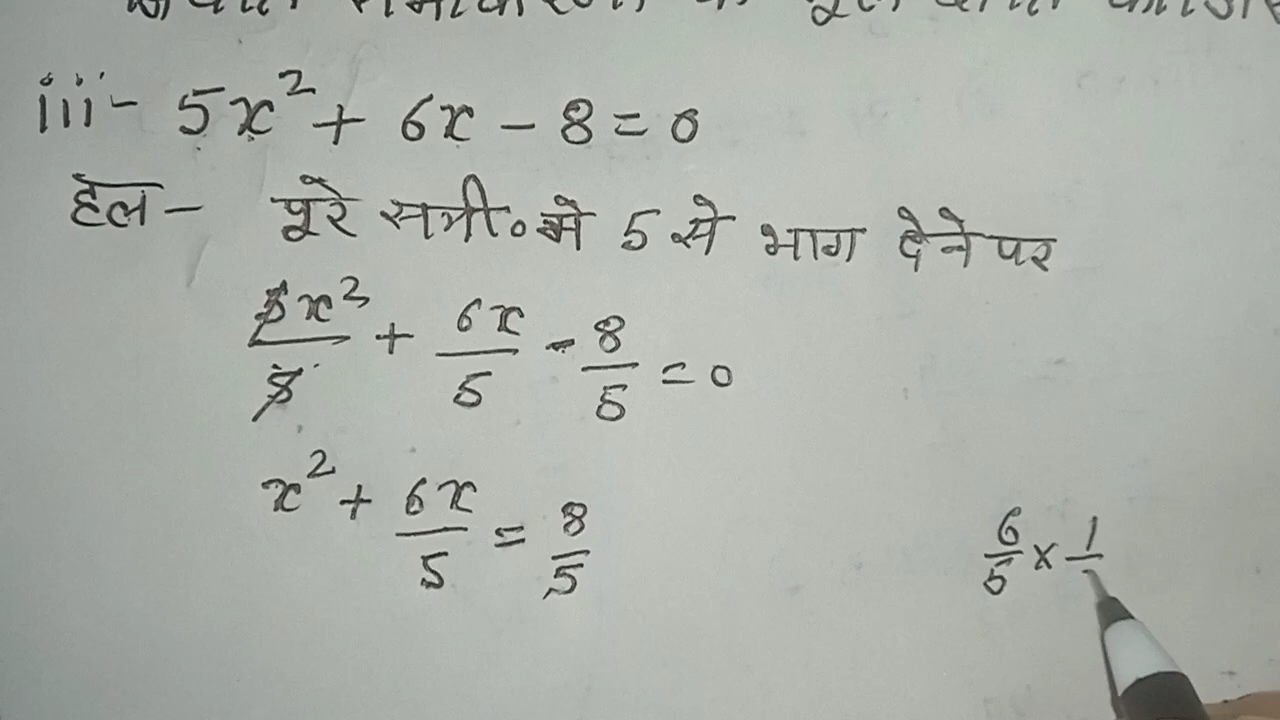 iii- 5x² + 6x - 8 = 0
हल- पूरे समी० मे 5 से भाग देने पर
5x²/5 + 6x/5 - 8/5 = 0
x² + 6x/5 = 8/5
6/5 × 1/